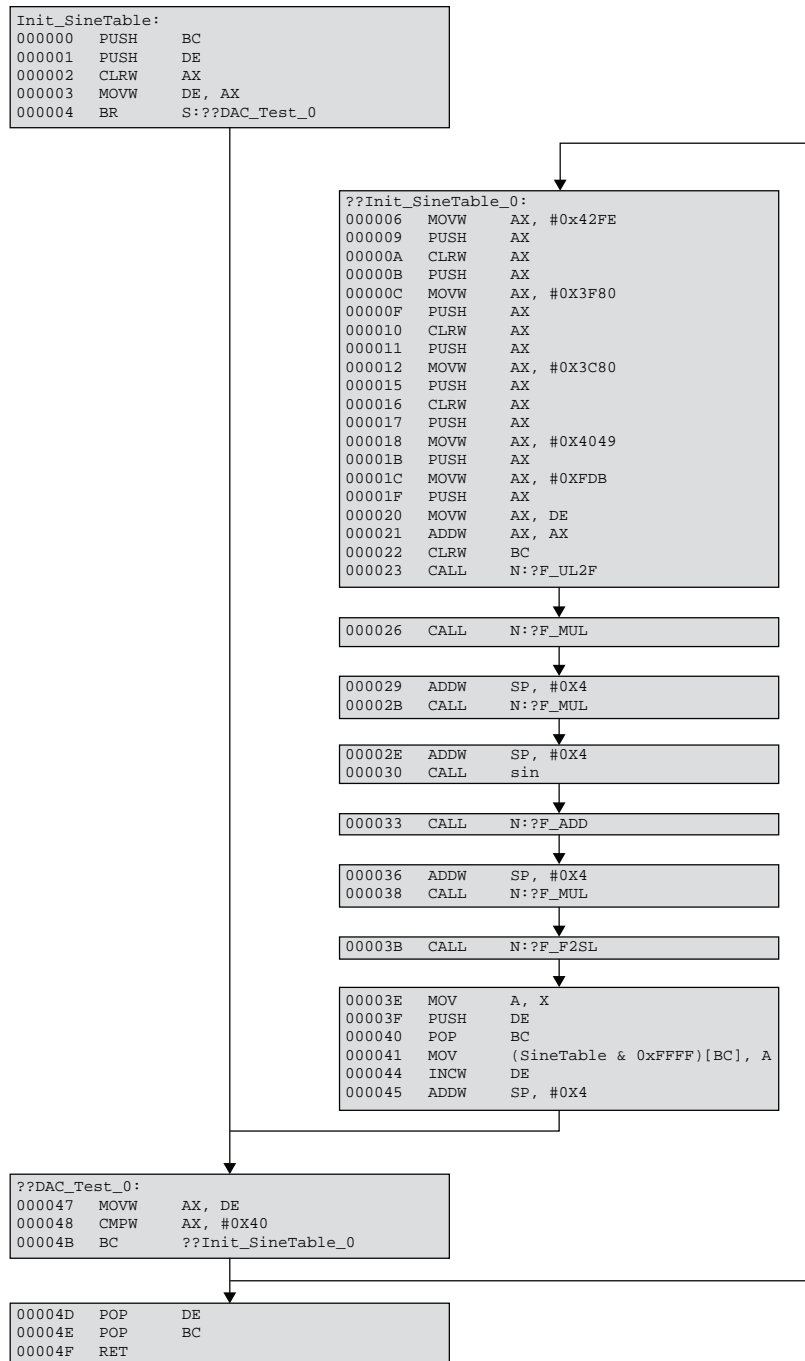 Init_SineTable:
000000 PUSH BC
000001 PUSH DE
000002 CLRW AX
000003 MOVW DE, AX
000004 BR S:??DAC_Test_0
??Init_SineTable_0:
000006 MOVW AX, #0x42FE
000009 PUSH AX
00000A CLRW AX
00000B PUSH AX
00000C MOVW AX, #0X3F80
00000F PUSH AX
000010 CLRW AX
000011 PUSH AX
000012 MOVW AX, #0X3C80
000015 PUSH AX
000016 CLRW AX
000017 PUSH AX
000018 MOVW AX, #0X4049
00001B PUSH AX
00001C MOVW AX, #0XFDB
00001F PUSH AX
000020 MOVW AX, DE
000021 ADDW AX, AX
000022 CLRW BC
000023 CALL N:?F_UL2F
000026 CALL N:?F_MUL
000029 ADDW SP, #0X4
00002B CALL N:?F_MUL
00002E ADDW SP, #0X4
000030 CALL sin
000033 CALL N:?F_ADD
000036 ADDW SP, #0X4
000038 CALL N:?F_MUL
00003B CALL N:?F_F2SL
00003E MOV A, X
00003F PUSH DE
000040 POP BC
000041 MOV (SineTable & 0xFFFF)[BC], A
000044 INCW DE
000045 ADDW SP, #0X4
??DAC_Test_0:
000047 MOVW AX, DE
000048 CMPW AX, #0X40
00004B BC ??Init_SineTable_0
00004D POP DE
00004E POP BC
00004F RET